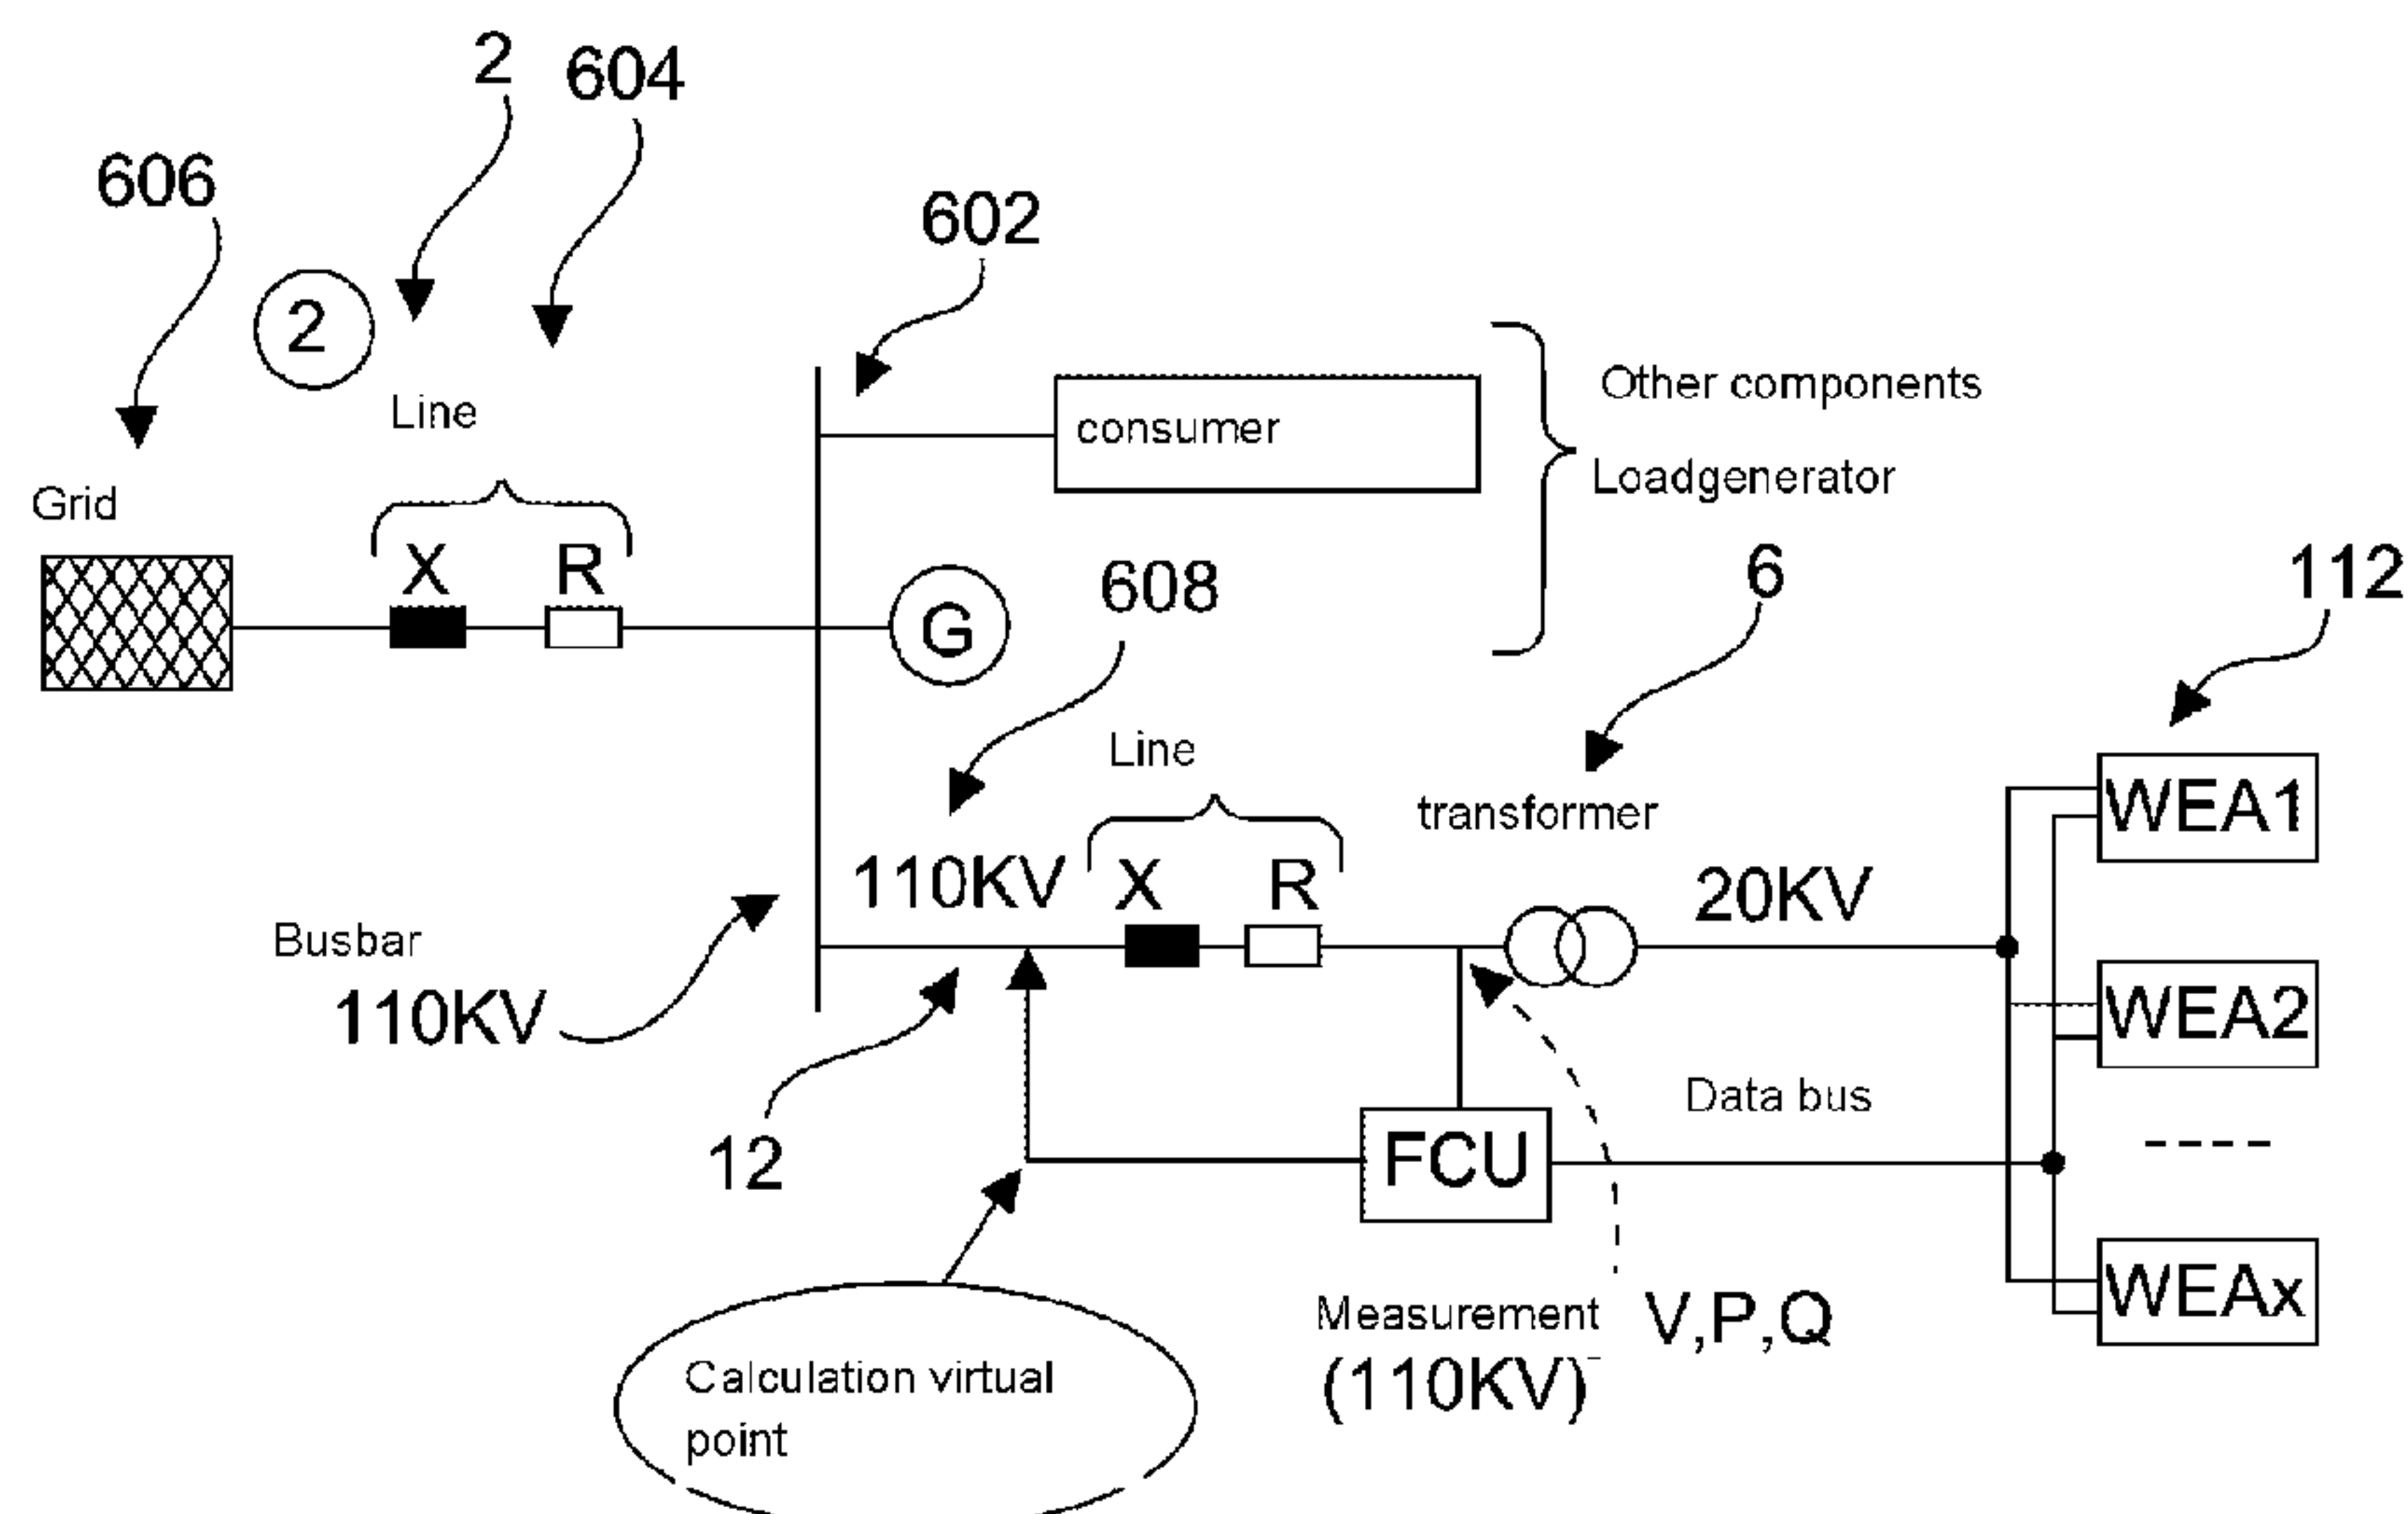 2
604
606
602
2
Line
Other components
consumer
Loadgenerator
Grid
X
R
608
6
112
G
Line
transformer
WEA1
110KV
X
R
20KV
Busbar
110KV
WEA2
12
Data bus
FCU
Measurement
(110KV)
V,P,Q
WEAx
Calculation virtual
point